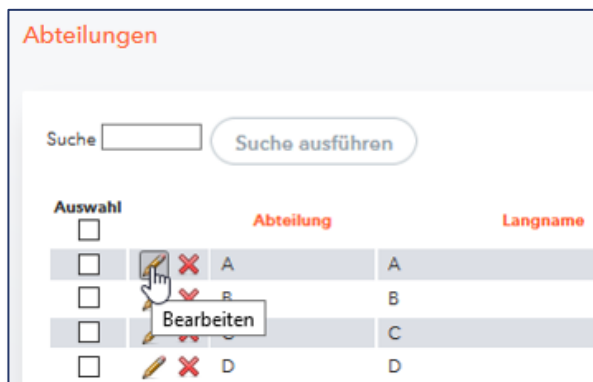 Abteilungen
Suche Suche ausführen
Auswahl
Abteilung Langname
A A
B B
Bearbeiten
C
D D